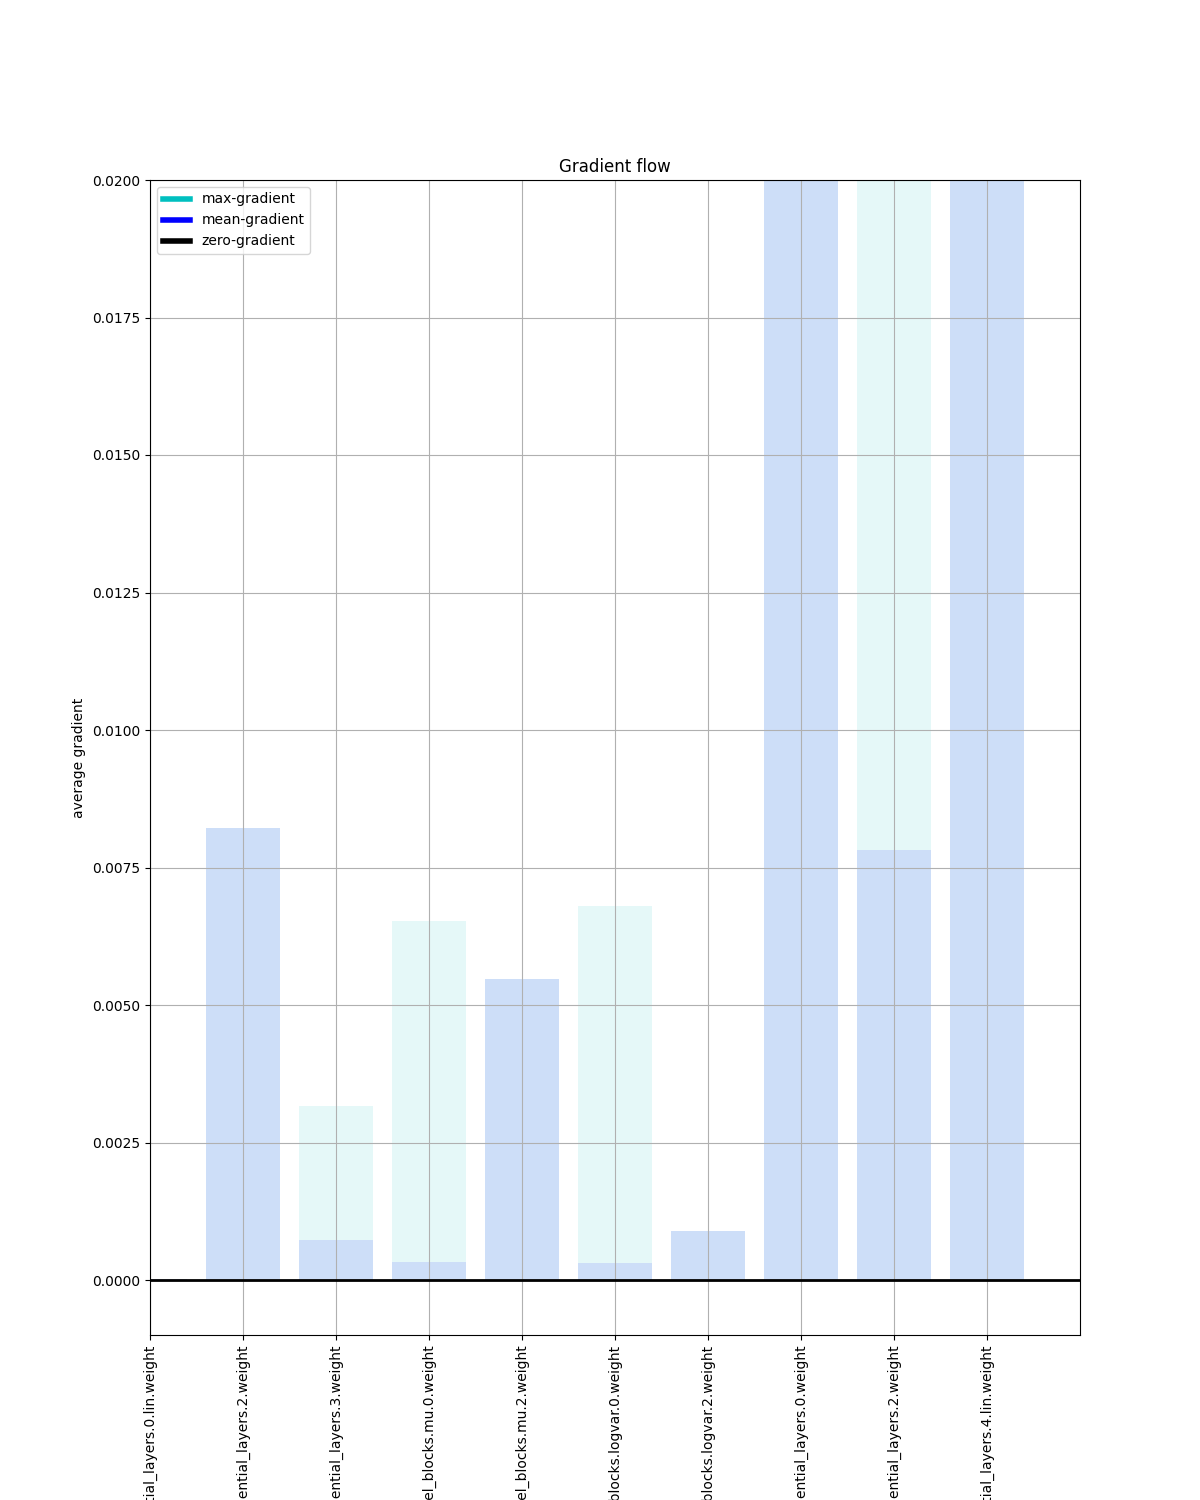 Gradient flow
max-gradient
mean-gradient
zero-gradient
0.0200
0.0175
0.0150
0.0125
0.0100
0.0075
0.0050
0.0025
0.0000
average gradient
tial_layers.0.lin.weight
ential_layers.2.weight
ential_layers.3.weight
el_blocks.mu.0.weight
el_blocks.mu.2.weight
blocks.logvar.0.weight
blocks.logvar.2.weight
ential_layers.0.weight
ential_layers.2.weight
tial_layers.4.lin.weight